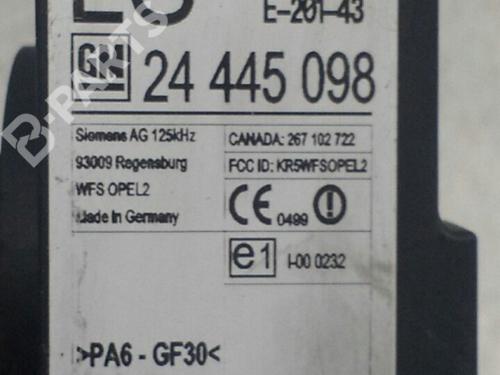 E-201-43
GM 24 445 098
Siemens AG 125kHz
93009 Regensburg
WFS OPEL2
Made In Germany
CANADA: 267 102 722
FCC ID: KR5WFSOPEL2
CE 0499
e1 I-00 0232
>PA6 - GF30<
B-PARTS